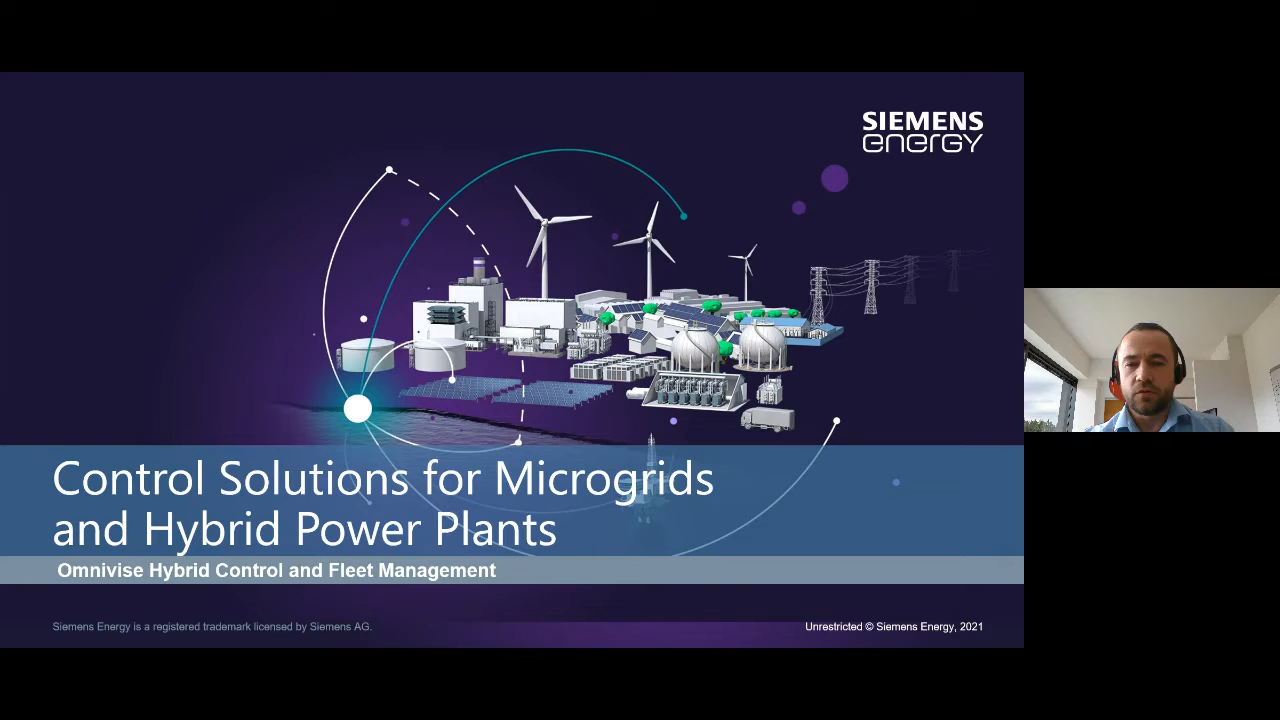 SIEMENS
energy
Control Solutions for Microgrids
and Hybrid Power Plants
Omnivise Hybrid Control and Fleet Management
Siemens Energy is a registered trademark licensed by Siemens AG.
Unrestricted © Siemens Energy, 2021